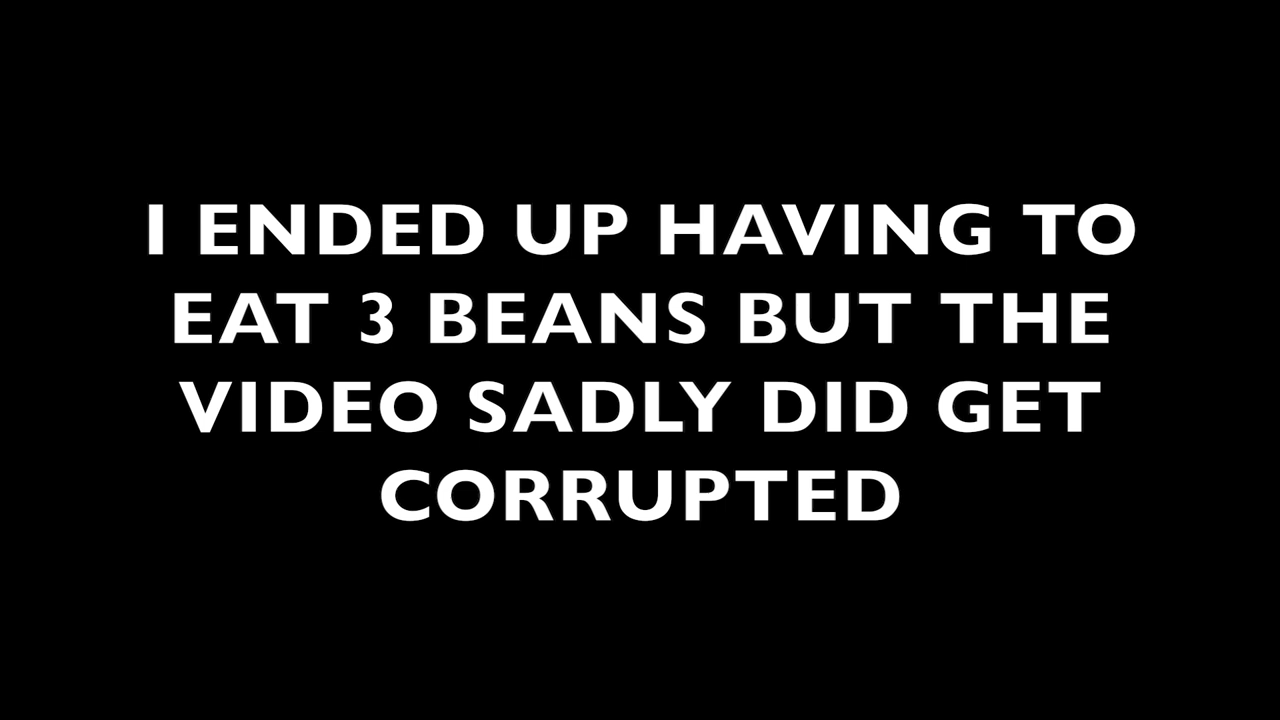 I ENDED UP HAVING TO
EAT 3 BEANS BUT THE
VIDEO SADLY DID GET
CORRUPTED